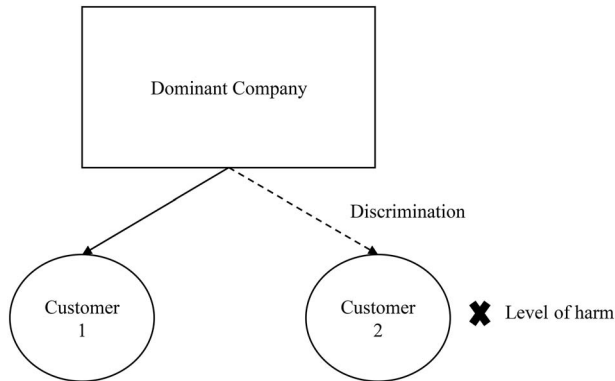 Dominant Company
Discrimination
Customer
1
Customer
2
Level of harm